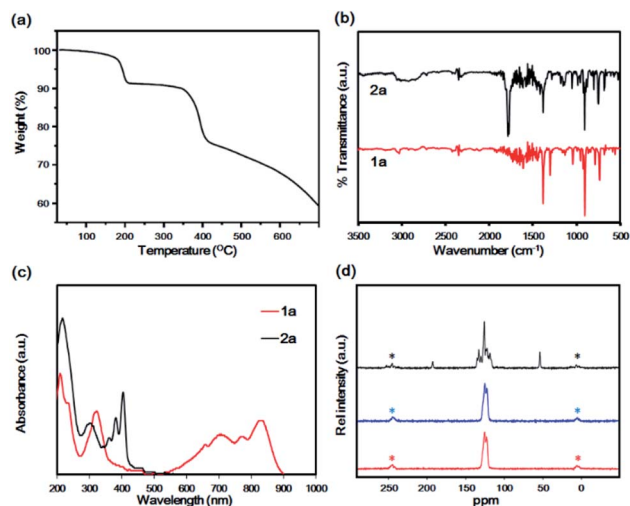 (a)
100
90
80
70
60
Weight (%)
100 200 300 400 500 600
Temperature (OC)
(b)
% Transmittance (a.u.)
2a
1a
3500 3000 2500 2000 1500 1000 500
Wavenumber (cm-1)
(c)
Absorbance (a.u.)
1a
2a
200 300 400 500 600 700 800 900 1000
Wavelength (nm)
(d)
Rel intensity (a.u.)
* *
* *
* *
250 200 150 100 50 0
ppm